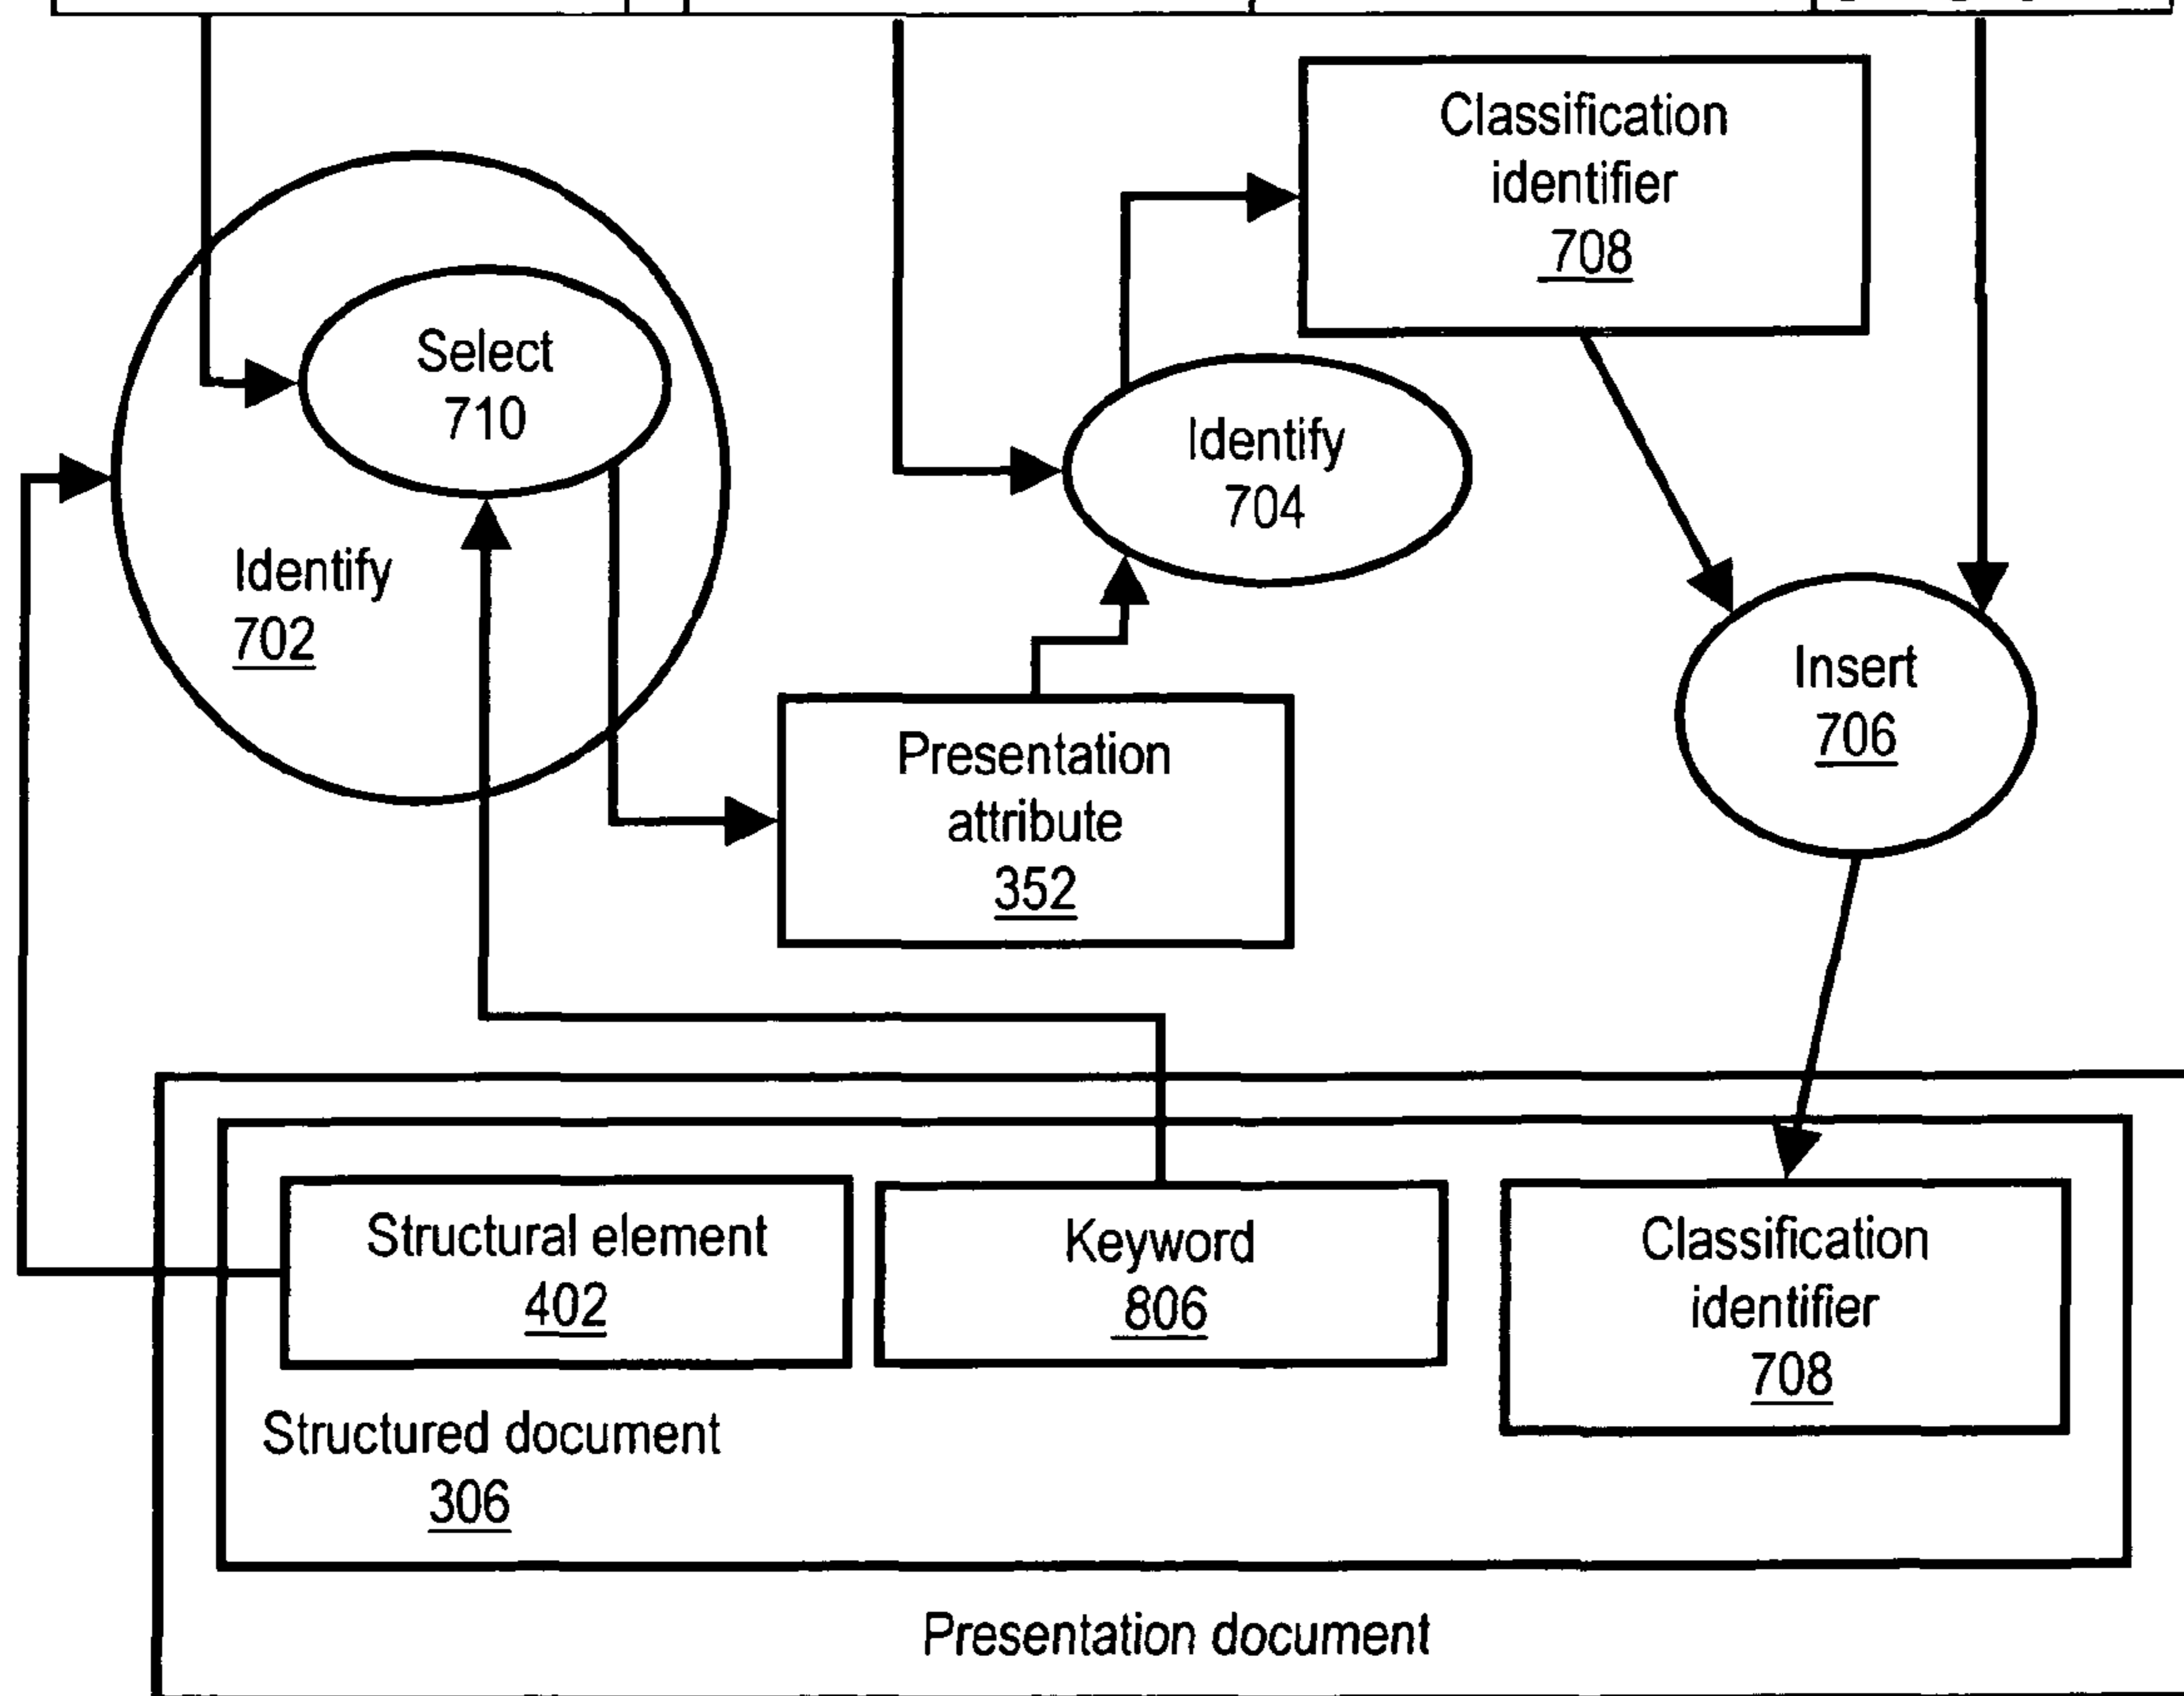 Classification
identifier
708
Select
710
Identify
704
Identify
702
Insert
706
Presentation
attribute
352
Structural element
402
Keyword
806
Classification
identifier
708
Structured document
306
Presentation document